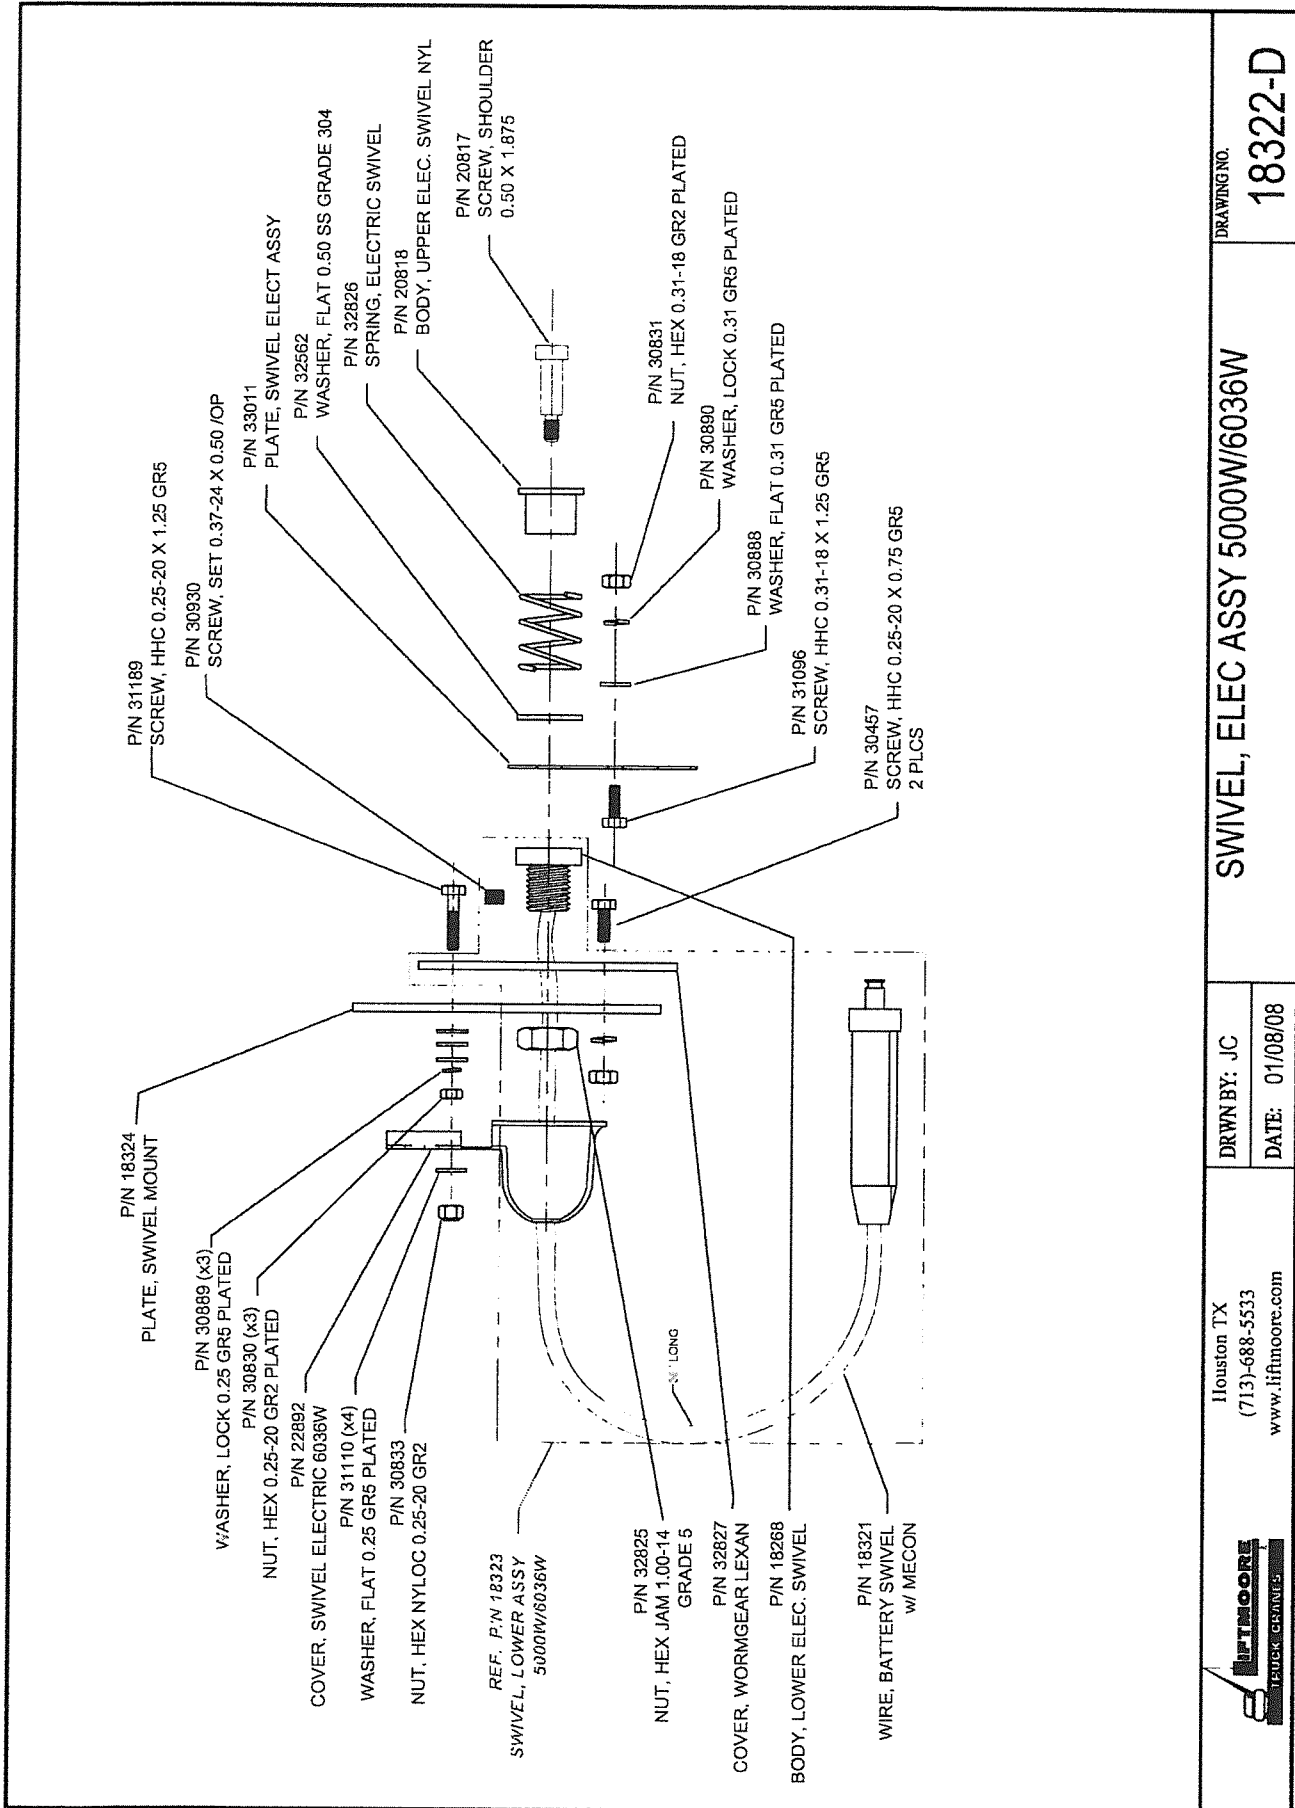 P/N 18324
PLATE, SWIVEL MOUNT
P/N 30889 (x3)
WASHER, LOCK 0.25 GR5 PLATED
P/N 30830 (x3)
NUT, HEX 0.25-20 GR2 PLATED
P/N 22892
COVER, SWIVEL ELECTRIC 6036W
P/N 31110 (x4)
WASHER, FLAT 0.25 GR5 PLATED
P/N 30833
NUT, HEX NYLOC 0.25-20 GR2
REF. P/N 18323
SWIVEL, LOWER ASSY
5000W/6036W
P/N 32825
NUT, HEX JAM 1.00-14
GRADE 5
P/N 32827
COVER, WORMGEAR LEXAN
P/N 18268
BODY, LOWER ELEC. SWIVEL
P/N 18321
WIRE, BATTERY SWIVEL
w/ MECON
LONG
P/N 31189
SCREW, HHC 0.25-20 X 1.25 GR5
P/N 30930
SCREW, SET 0.37-24 X 0.50 /OP
P/N 33011
PLATE, SWIVEL ELECT ASSY
P/N 32562
WASHER, FLAT 0.50 SS GRADE 304
P/N 32826
SPRING, ELECTRIC SWIVEL
P/N 20818
BODY, UPPER ELEC. SWIVEL NYL
P/N 20817
SCREW, SHOULDER
0.50 X 1.875
P/N 30831
NUT, HEX 0.31-18 GR2 PLATED
P/N 30890
WASHER, LOCK 0.31 GR5 PLATED
P/N 30888
WASHER, FLAT 0.31 GR5 PLATED
P/N 31096
SCREW, HHC 0.31-18 X 1.25 GR5
P/N 30457
SCREW, HHC 0.25-20 X 0.75 GR5
2 PLCS
LIFTMOORE
TRUCK CRANES
Houston TX
(713)-688-5533
www.liftmoore.com
DRWN BY: JC
DATE: 01/08/08
SWIVEL, ELEC ASSY 5000W/6036W
DRAWING NO.
18322-D